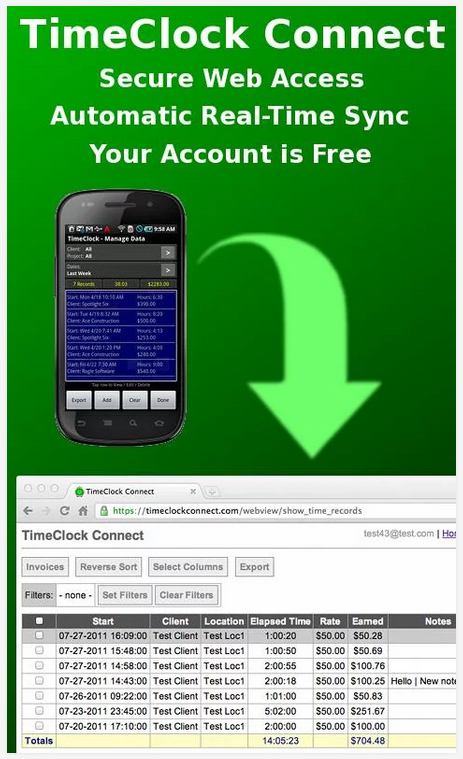 TimeClock Connect
Secure Web Access
Automatic Real-Time Sync
Your Account is Free
9:58 AM
TimeClock - Manage Data
Client: All
Project: All
>
Dates:
Last Week
>
7 Records 38:03 $2283.00
Start: Mon 4/18 10:10 AM Hours: 6:30
Client: Spotlight Six $390.00
Start: Tue 4/19 8:32 AM Hours: 8:20
Client: Ace Construction $500.00
Start: Wed 4/20 7:41 AM Hours: 4:13
Client: Spotlight Six $253.00
Start: Wed 4/20 1:20 PM Hours: 4:00
Client: Ace Construction $240.00
Start: Fri 4/22 7:30 AM Hours: 9:00
Client: Ragle Software $540.00
Tap row to View / Edit / Delete
Export Add Clear Done
TimeClock Connect
https://timeclockconnect.com/webview/show_time_records
TimeClock Connect test43@test.com | Hor
Invoices Reverse Sort Select Columns Export
Filters: - none - Set Filters Clear Filters
Start Client Location Elapsed Time Rate Earned Notes
07-27-2011 16:09:00 Test Client Test Loc1 1:00:20 $50.00 $50.28
07-27-2011 15:48:00 Test Client Test Loc1 1:00:50 $50.00 $50.69
07-27-2011 14:58:00 Test Client Test Loc1 2:00:55 $50.00 $100.76
07-27-2011 14:43:00 Test Client Test Loc1 2:00:18 $50.00 $100.25 Hello | New note
07-26-2011 09:22:00 Test Client Test Loc1 1:01:00 $50.00 $50.83
07-23-2011 23:45:00 Test Client Test Loc1 5:02:00 $50.00 $251.67
07-20-2011 17:10:00 Test Client Test Loc1 2:00:00 $50.00 $100.00
Totals 14:05:23 $704.48